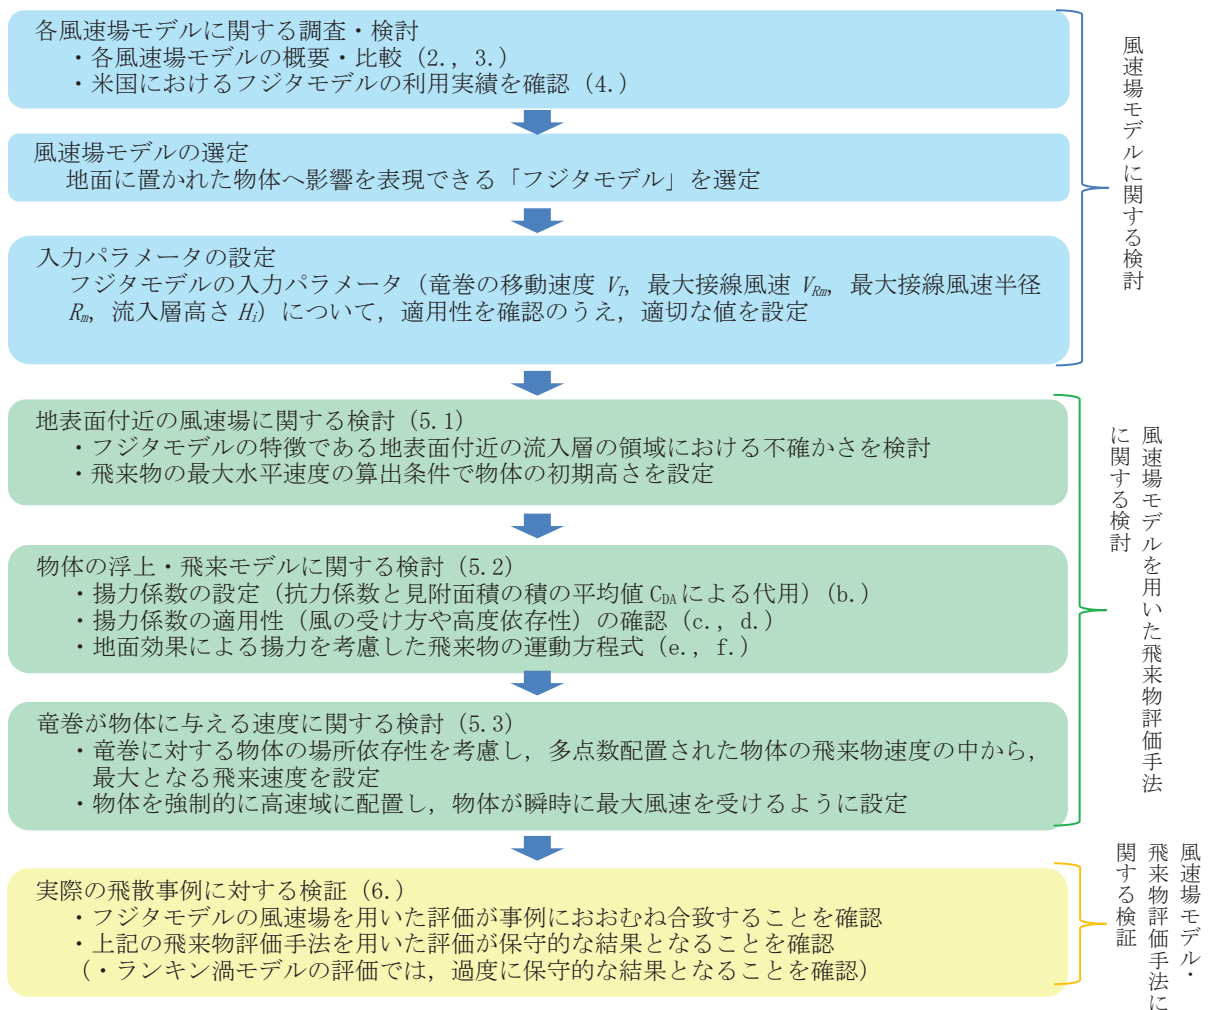 各風速場モデルに関する調査・検討
・各風速場モデルの概要・比較（2.，3.）
・米国におけるフジタモデルの利用実績を確認（4.）
風速場モデルの選定
地面に置かれた物体へ影響を表現できる「フジタモデル」を選定
入力パラメータの設定
フジタモデルの入力パラメータ（竜巻の移動速度 VT，最大接線風速 VRm，最大接線風速半径
Rm，流入層高さ Hi）について，適用性を確認のうえ，適切な値を設定
風速場モデルに関する検討
地表面付近の風速場に関する検討（5.1）
・フジタモデルの特徴である地表面付近の流入層の領域における不確かさを検討
・飛来物の最大水平速度の算出条件で物体の初期高さを設定
物体の浮上・飛来モデルに関する検討（5.2）
・揚力係数の設定（抗力係数と見附面積の積の平均値 CDA による代用）（b.）
・揚力係数の適用性（風の受け方や高度依存性）の確認（c.，d.）
・地面効果による揚力を考慮した飛来物の運動方程式（e.，f.）
竜巻が物体に与える速度に関する検討（5.3）
・竜巻に対する物体の場所依存性を考慮し，多点数配置された物体の飛来物速度の中から，
最大となる飛来速度を設定
・物体を強制的に高速域に配置し，物体が瞬時に最大風速を受けるように設定
風速場モデルを用いた飛来物評価手法
に関する検討
実際の飛散事例に対する検証（6.）
・フジタモデルの風速場を用いた評価が事例におおむね合致することを確認
・上記の飛来物評価手法を用いた評価が保守的な結果となることを確認
（・ランキン渦モデルの評価では，過度に保守的な結果となることを確認）
風速場モデル・
飛来物評価手法に
関する検証